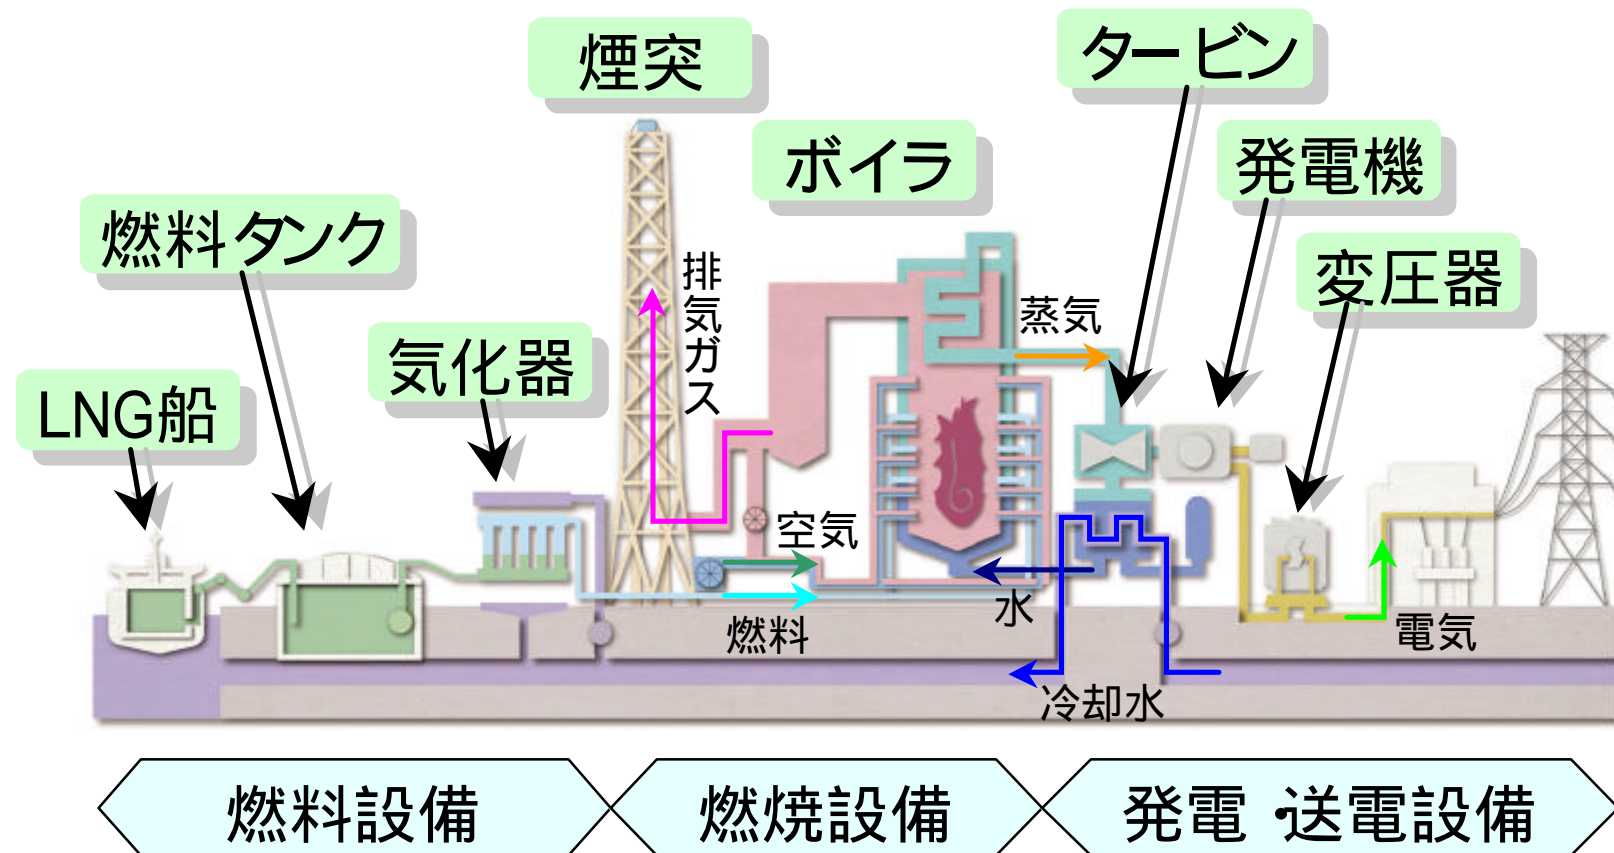 煙突
タービン
ボイラ
発電機
燃料タンク
変圧器
排気ガス
蒸気
気化器
LNG船
空気
水
燃料
電気
冷却水
燃料設備
燃焼設備
発電・送電設備